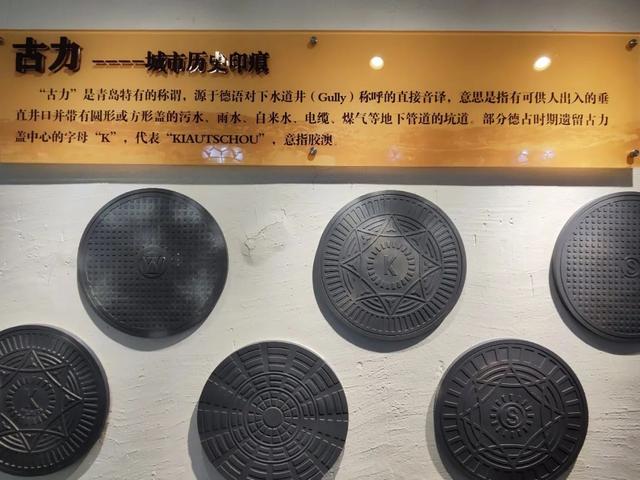 古力 ----城市历史印痕
“古力”是青岛特有的称谓，源于德语对下水道井（Gully）称呼的直接音译，意思是指有可供人出入的垂
直井口并带有圆形或方形盖的污水、雨水、自来水、电缆、煤气等地下管道的坑道。部分德占时期遗留古力
盖中心的字母“K”，代表“KIAUTSCHOU”，意指胶澳。
W
K
S
K
S